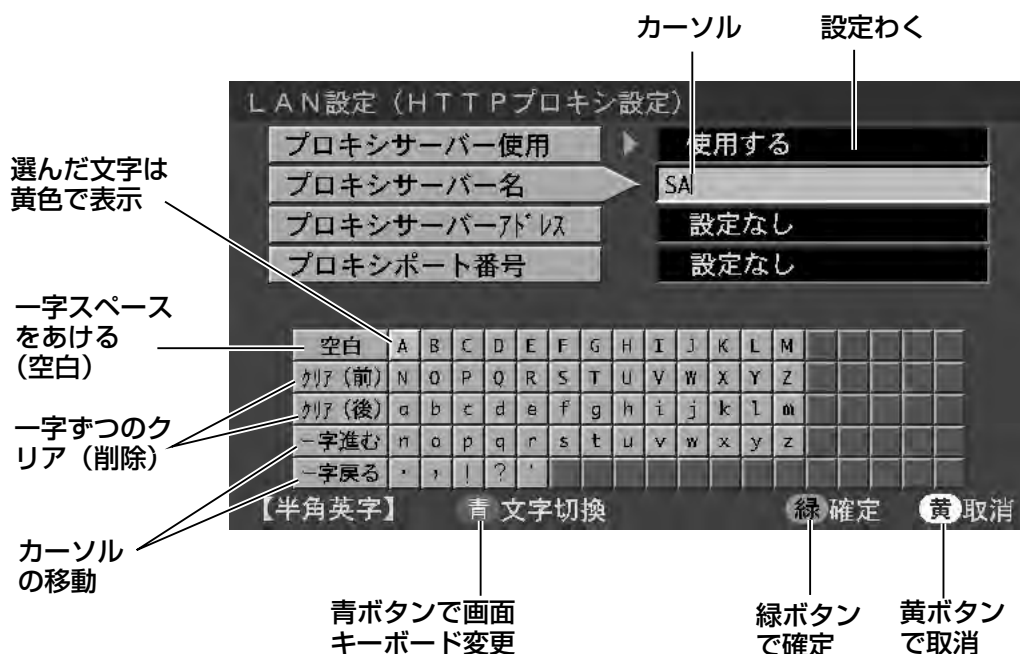 カーソル 設定わく
LAN設定（HTTPプロキシ設定）
プロキシサーバー使用 使用する
プロキシサーバー名 SA
プロキシサーバーｱﾄﾞﾚｽ 設定なし
プロキシポート番号 設定なし
選んだ文字は
黄色で表示
一字スペース
をあける
（空白）
一字ずつのク
リア（削除）
カーソル
の移動
空白 A B C D E F G H I J K L M
ｸﾘｱ（前） N O P Q R S T U V W X Y Z
ｸﾘｱ（後） a b c d e f g h i j k l m
一字進む n o p q r s t u v w x y z
一字戻る ・ , ! ? '
【半角英字】 青 文字切換 緑 確定 黄 取消
青ボタンで画面
キーボード変更
緑ボタン
で確定
黄ボタン
で取消